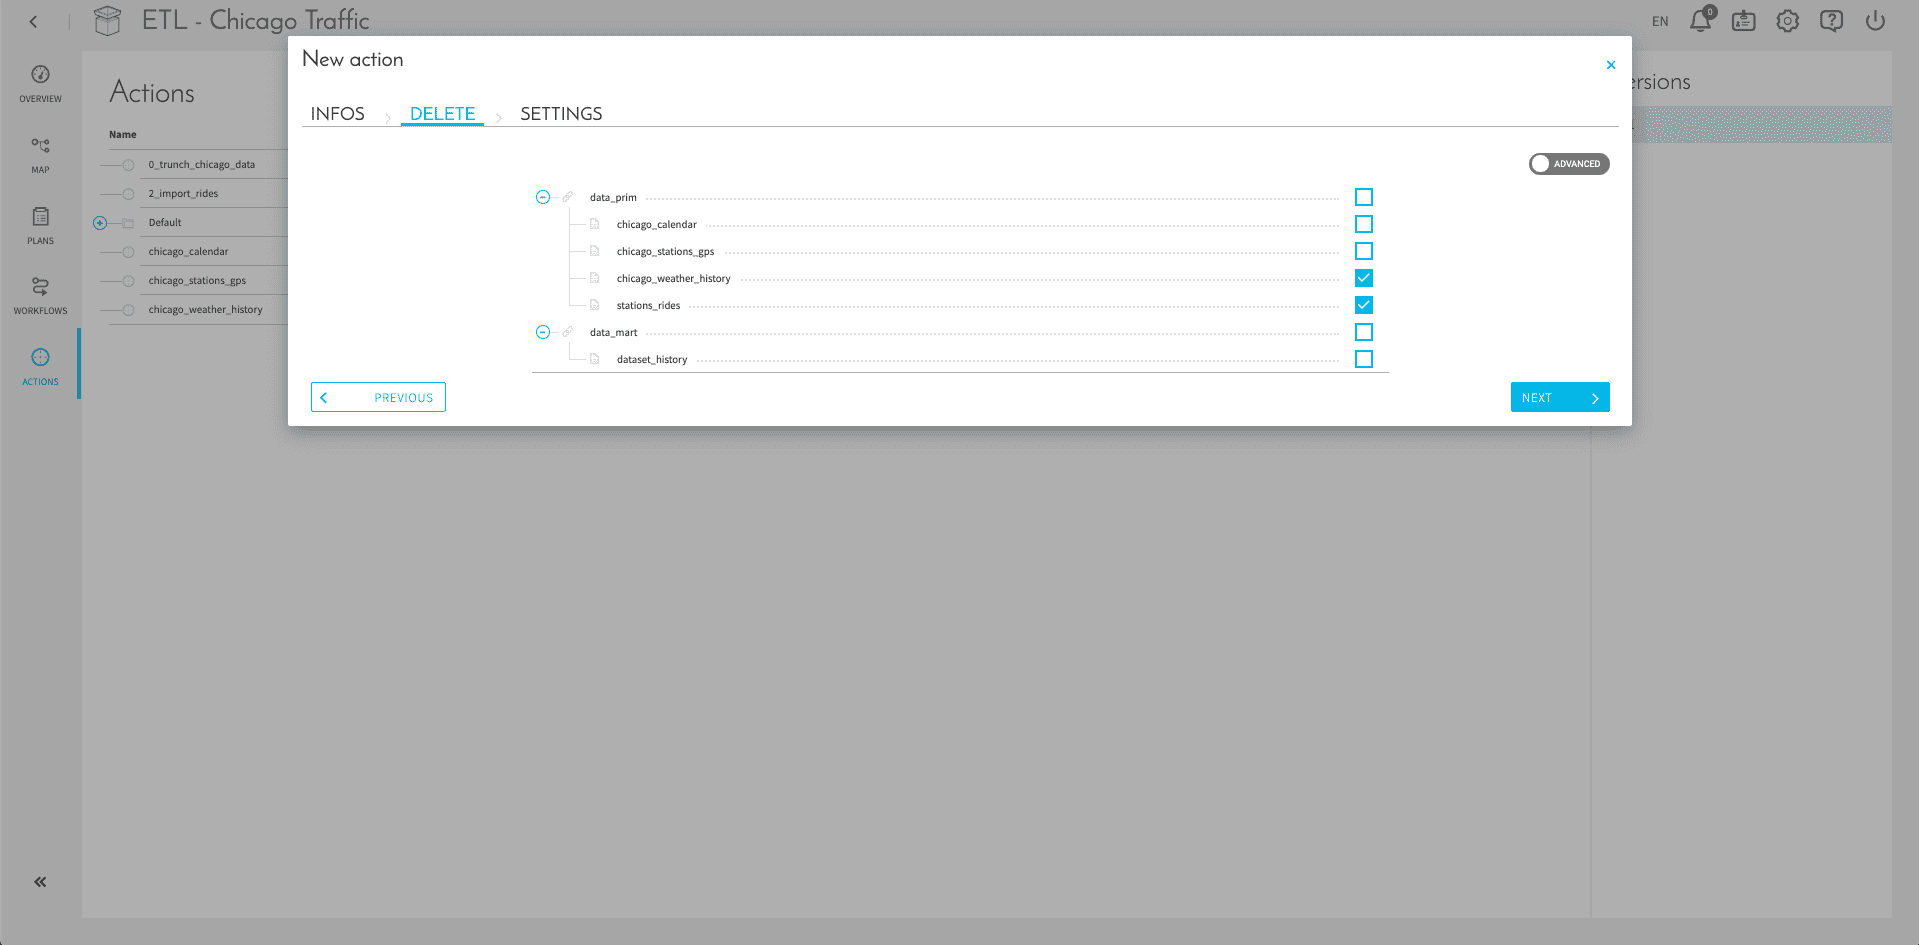 ETL - Chicago Traffic
EN
0
OVERVIEW
MAP
PLANS
WORKFLOWS
ACTIONS
Actions
Name
0_trunch_chicago_data
2_import_rides
Default
chicago_calendar
chicago_stations_gps
chicago_weather_history
New action
INFOS
DELETE
SETTINGS
ADVANCED
data_prim
chicago_calendar
chicago_stations_gps
chicago_weather_history
stations_rides
data_mart
dataset_history
PREVIOUS
NEXT
ersions